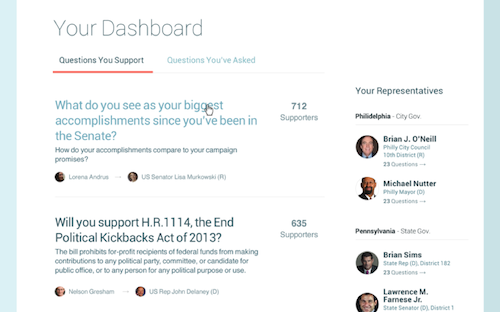 Your Dashboard
Questions You Support
Questions You've Asked
What do you see as your biggest
accomplishments since you've been in
the Senate?
How do your accomplishments compare to your campaign
promises?
Lorena Andrus → US Senator Lisa Murkowski (R)
712
Supporters
Will you support H.R.1114, the End
Political Kickbacks Act of 2013?
The bill prohibits for-profit recipients of federal funds from making
contributions to any political party, committee, or candidate for
public office, or to any person for any political purpose or use.
Nelson Gresham → US Rep John Delaney (D)
635
Supporters
Your Representatives
Philidelphia - City Gov.
Brian J. O'Neill
Philly City Council
10th District (R)
23 Questions →
Michael Nutter
Philly Mayor (D)
23 Questions →
Pennsylvania - State Gov.
Brian Sims
State Rep (D), District 182
23 Questions →
Lawrence M.
Farnese Jr.
State Senator (D), District 1